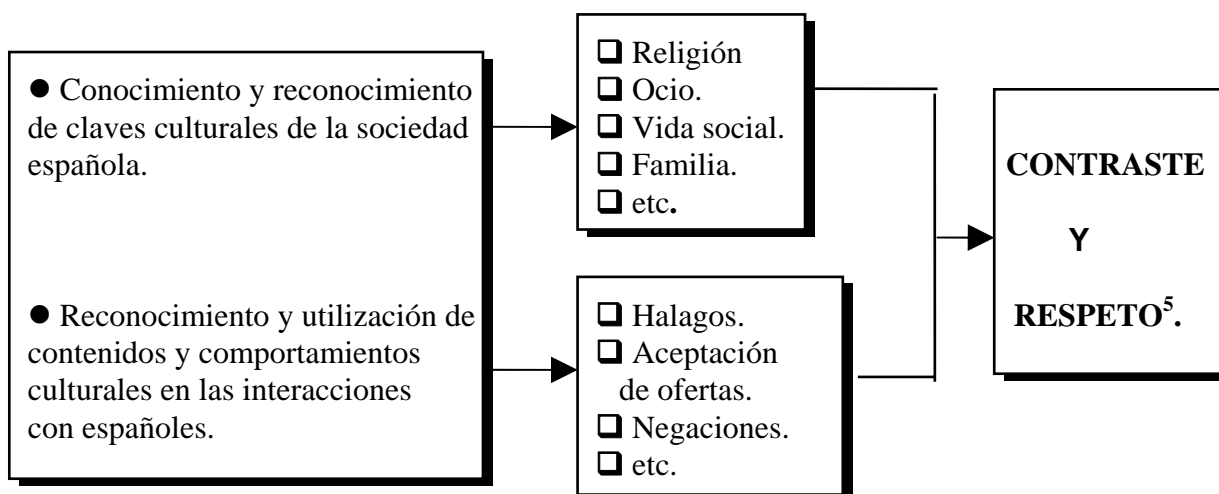 ● Conocimiento y reconocimiento
de claves culturales de la sociedad
española.
● Reconocimiento y utilización de
contenidos y comportamientos
culturales en las interacciones
con españoles.
❑ Religión
❑ Ocio.
❑ Vida social.
❑ Familia.
❑ etc.
❑ Halagos.
❑ Aceptación
de ofertas.
❑ Negaciones.
❑ etc.
CONTRASTE
Y
RESPETO⁵.